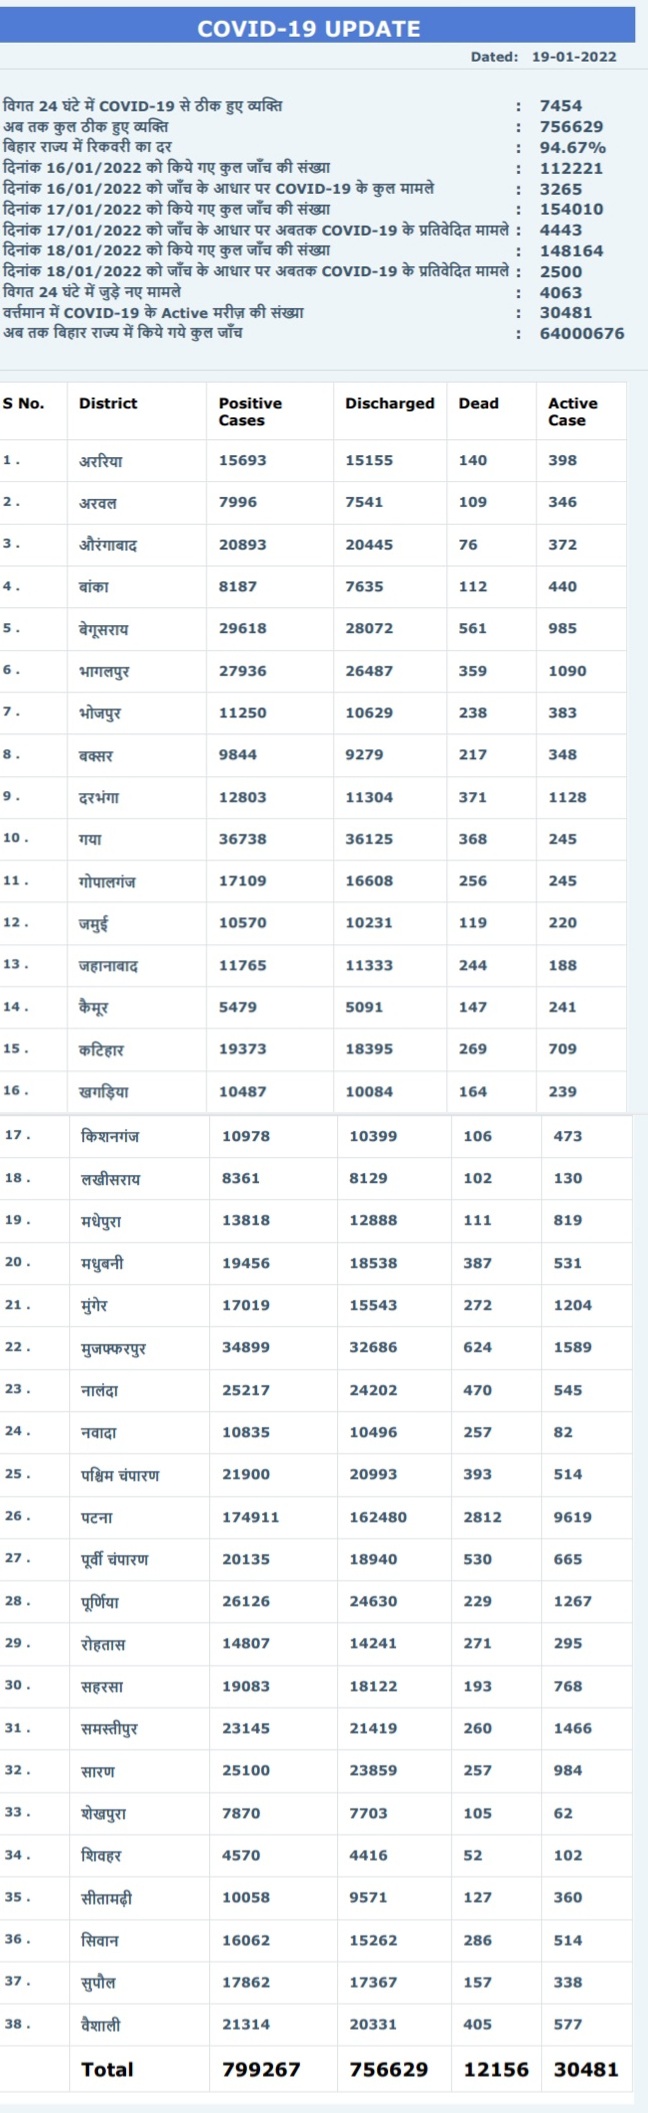 COVID-19 UPDATE
Dated: 19-01-2022
विगत 24 घंटे में COVID-19 से ठीक हुए व्यक्ति : 7454
अब तक कुल ठीक हुए व्यक्ति : 756629
बिहार राज्य में रिकवरी का दर : 94.67%
दिनांक 16/01/2022 को किये गए कुल जाँच की संख्या : 112221
दिनांक 16/01/2022 को जाँच के आधार पर COVID-19 के कुल मामले : 3265
दिनांक 17/01/2022 को किये गए कुल जाँच की संख्या : 154010
दिनांक 17/01/2022 को जाँच के आधार पर अबतक COVID-19 के प्रतिवेदित मामले : 4443
दिनांक 18/01/2022 को किये गए कुल जाँच की संख्या : 148164
दिनांक 18/01/2022 को जाँच के आधार पर अबतक COVID-19 के प्रतिवेदित मामले : 2500
विगत 24 घंटे में जुड़े नए मामले : 4063
वर्त्तमान में COVID-19 के Active मरीज़ की संख्या : 30481
अब तक बिहार राज्य में किये गये कुल जाँच : 64000676
S No. District Positive Cases Discharged Dead Active Case
1 . अररिया 15693 15155 140 398
2 . अरवल 7996 7541 109 346
3 . औरंगाबाद 20893 20445 76 372
4 . बांका 8187 7635 112 440
5 . बेगूसराय 29618 28072 561 985
6 . भागलपुर 27936 26487 359 1090
7 . भोजपुर 11250 10629 238 383
8 . बक्सर 9844 9279 217 348
9 . दरभंगा 12803 11304 371 1128
10 . गया 36738 36125 368 245
11 . गोपालगंज 17109 16608 256 245
12 . जमुई 10570 10231 119 220
13 . जहानाबाद 11765 11333 244 188
14 . कैमूर 5479 5091 147 241
15 . कटिहार 19373 18395 269 709
16 . खगड़िया 10487 10084 164 239
17 . किशनगंज 10978 10399 106 473
18 . लखीसराय 8361 8129 102 130
19 . मधेपुरा 13818 12888 111 819
20 . मधुबनी 19456 18538 387 531
21 . मुंगेर 17019 15543 272 1204
22 . मुजफ्फरपुर 34899 32686 624 1589
23 . नालंदा 25217 24202 470 545
24 . नवादा 10835 10496 257 82
25 . पश्चिम चंपारण 21900 20993 393 514
26 . पटना 174911 162480 2812 9619
27 . पूर्वी चंपारण 20135 18940 530 665
28 . पूर्णिया 26126 24630 229 1267
29 . रोहतास 14807 14241 271 295
30 . सहरसा 19083 18122 193 768
31 . समस्तीपुर 23145 21419 260 1466
32 . सारण 25100 23859 257 984
33 . शेखपुरा 7870 7703 105 62
34 . शिवहर 4570 4416 52 102
35 . सीतामढ़ी 10058 9571 127 360
36 . सिवान 16062 15262 286 514
37 . सुपौल 17862 17367 157 338
38 . वैशाली 21314 20331 405 577
Total 799267 756629 12156 30481